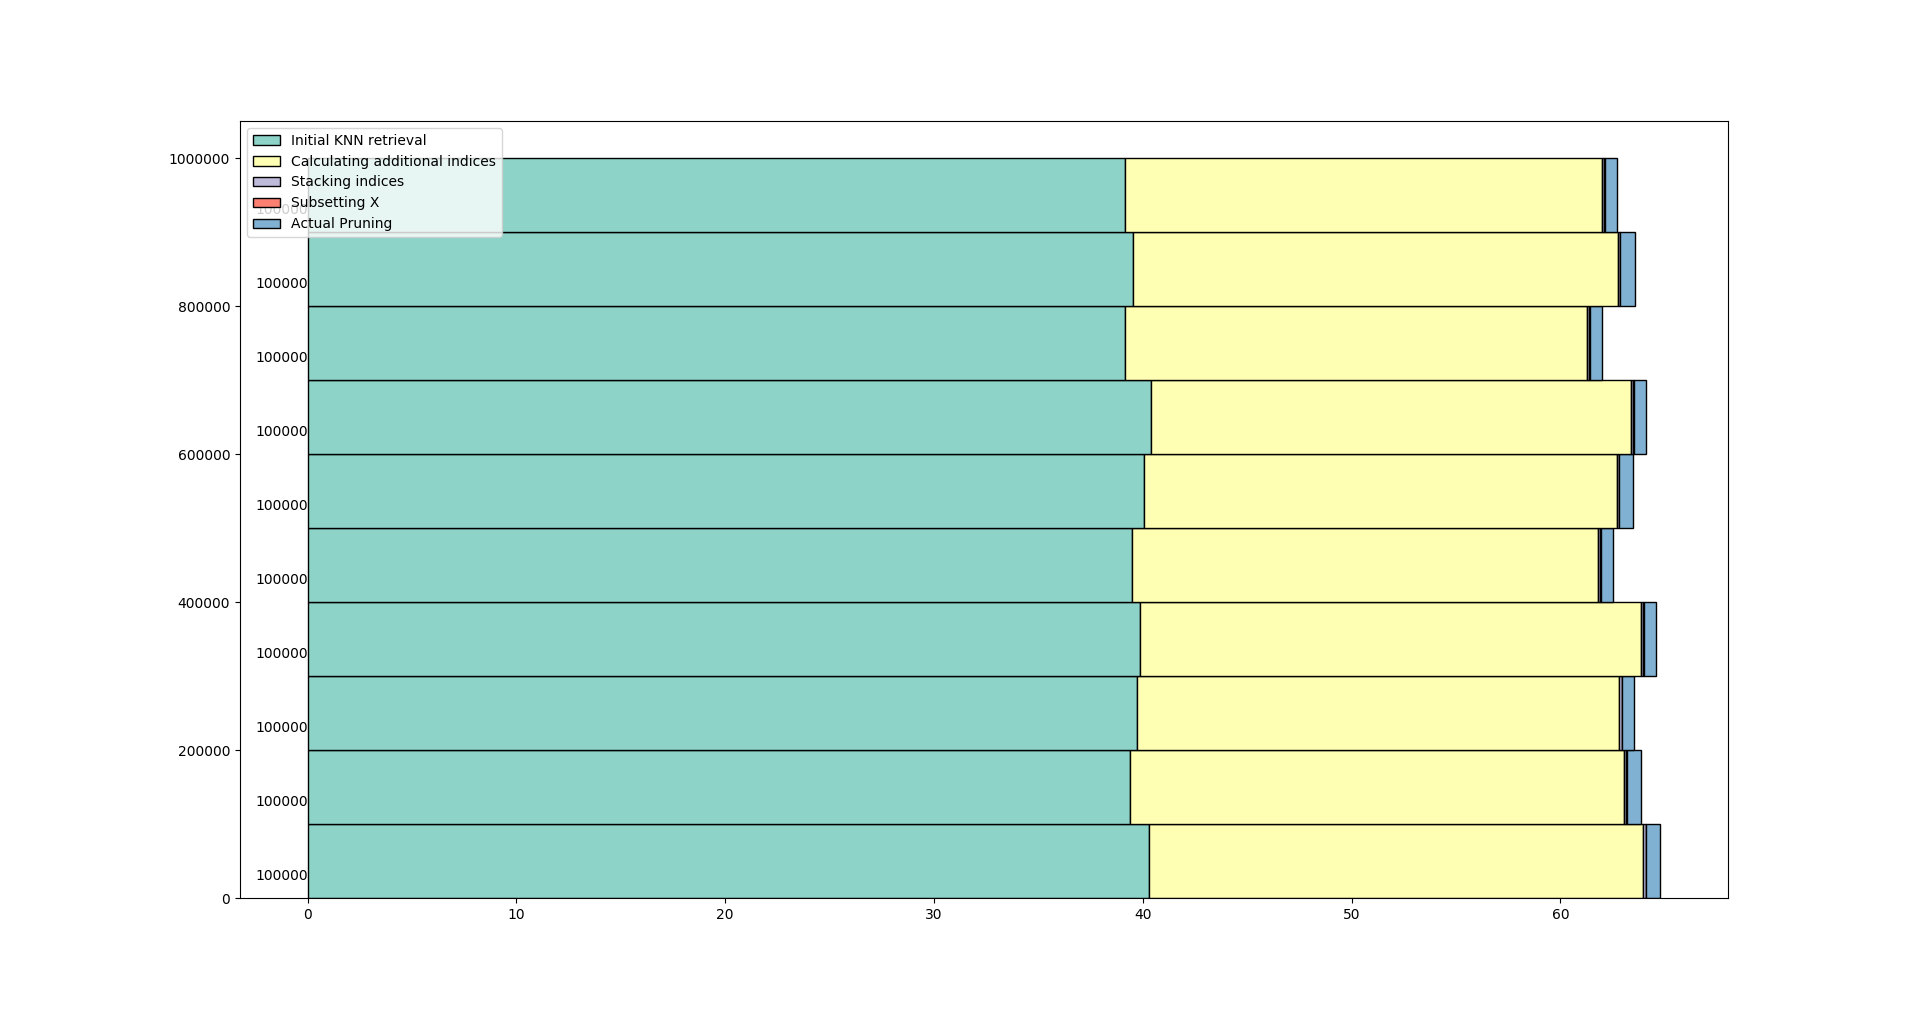 Initial KNN retrieval
Calculating additional indices
Stacking indices
Subsetting X
Actual Pruning
1000000
100000
100000
800000
100000
100000
600000
100000
100000
400000
100000
100000
200000
100000
100000
0
0 10 20 30 40 50 60